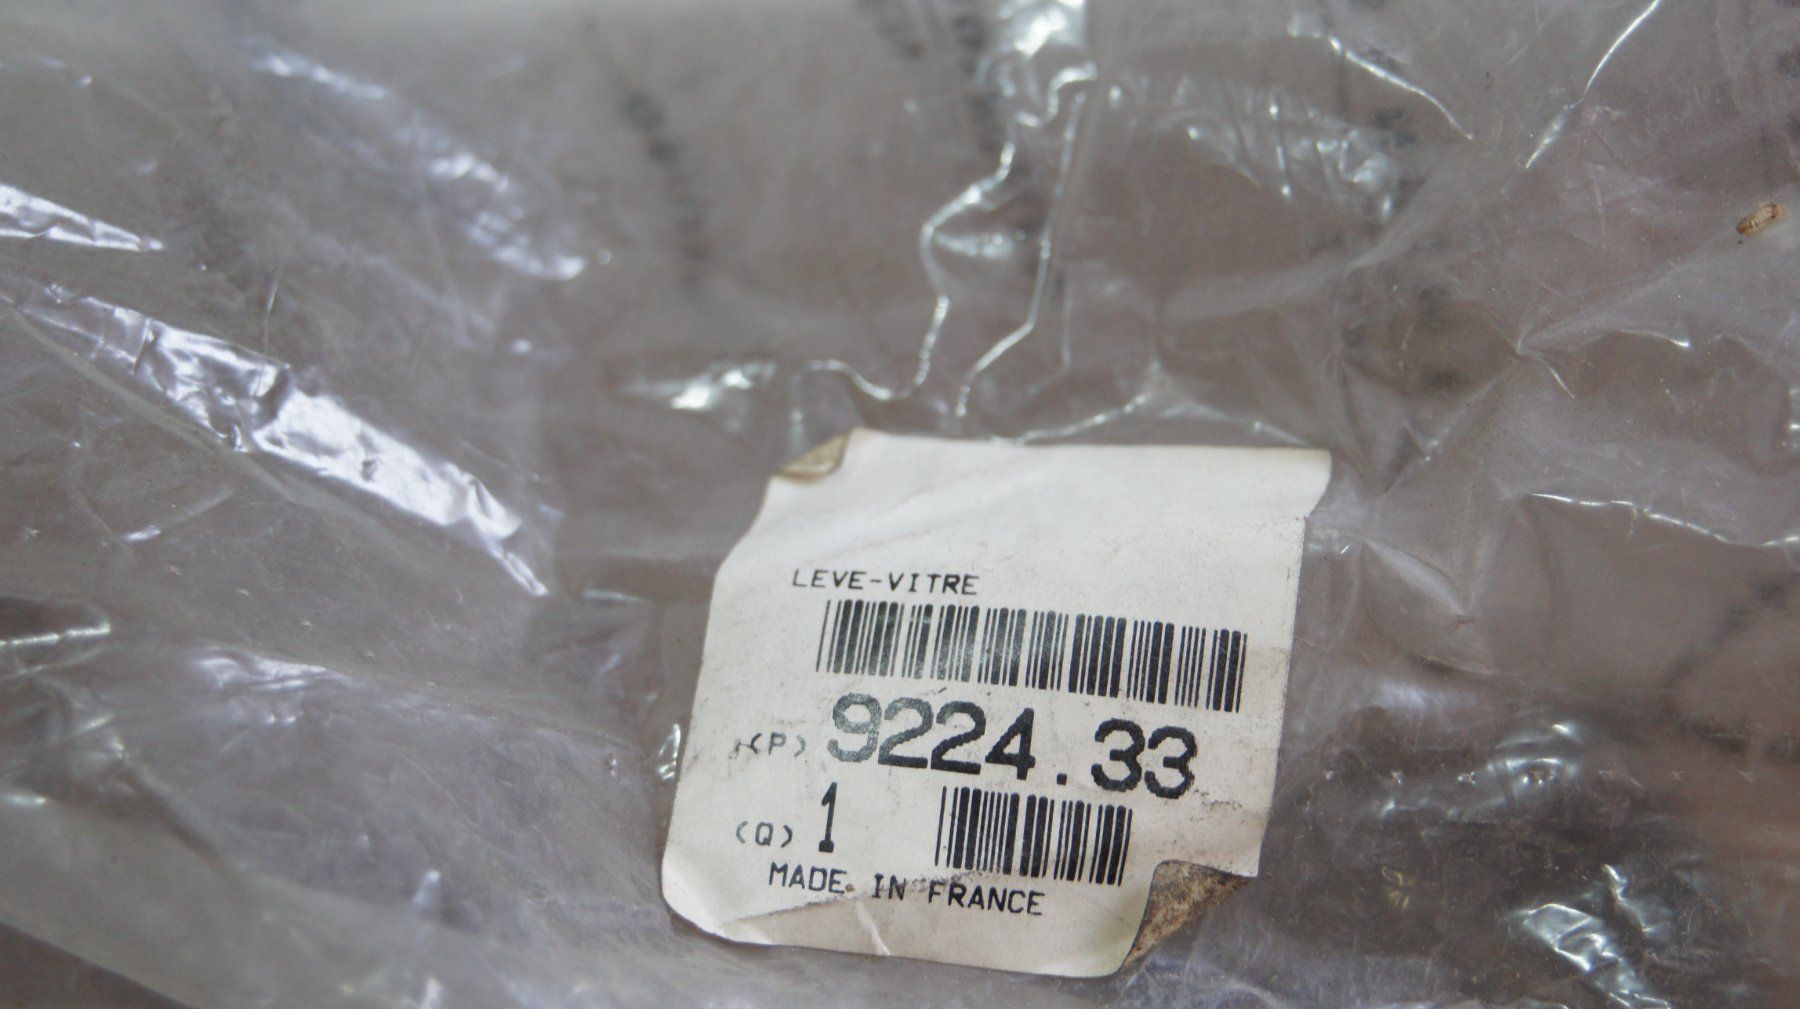 LEVE-VITRE
(P) 9224.33
(Q) 1
MADE IN FRANCE